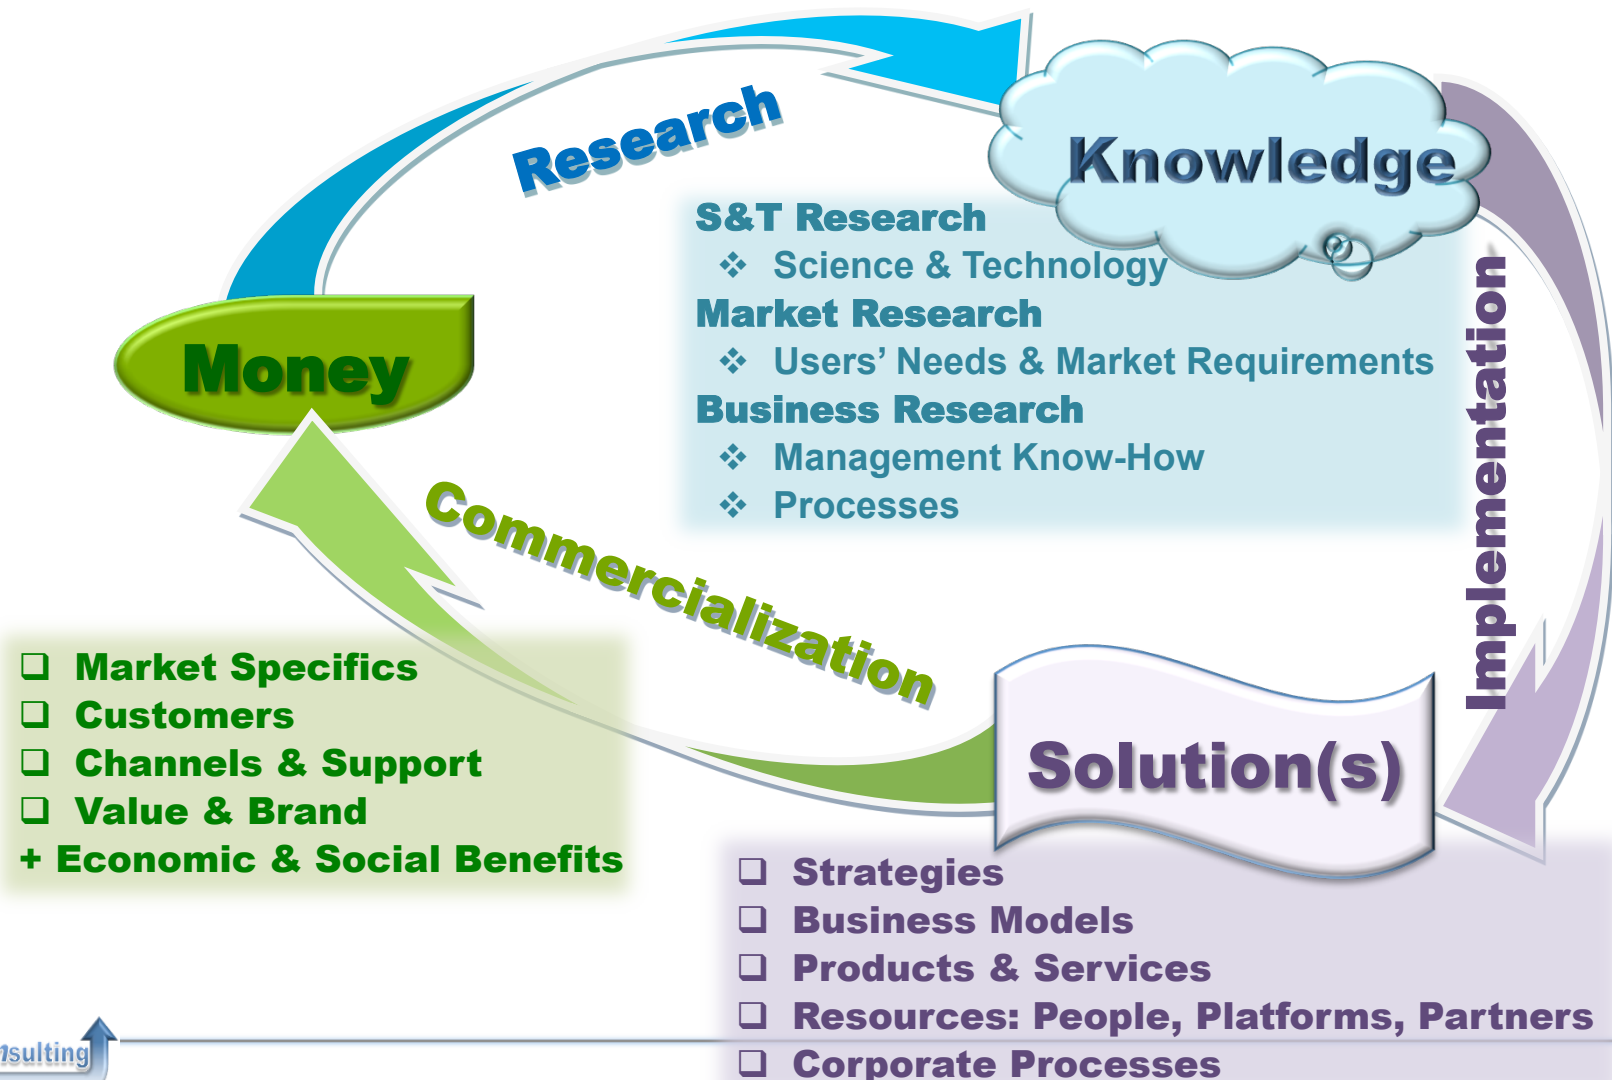 Research
Knowledge
S&T Research
❖ Science & Technology
Market Research
❖ Users’ Needs & Market Requirements
Business Research
❖ Management Know-How
❖ Processes
Money
Implementation
Commercialization
❑ Market Specifics
❑ Customers
❑ Channels & Support
❑ Value & Brand
+ Economic & Social Benefits
Solution(s)
❑ Strategies
❑ Business Models
❑ Products & Services
❑ Resources: People, Platforms, Partners
❑ Corporate Processes
nsulting